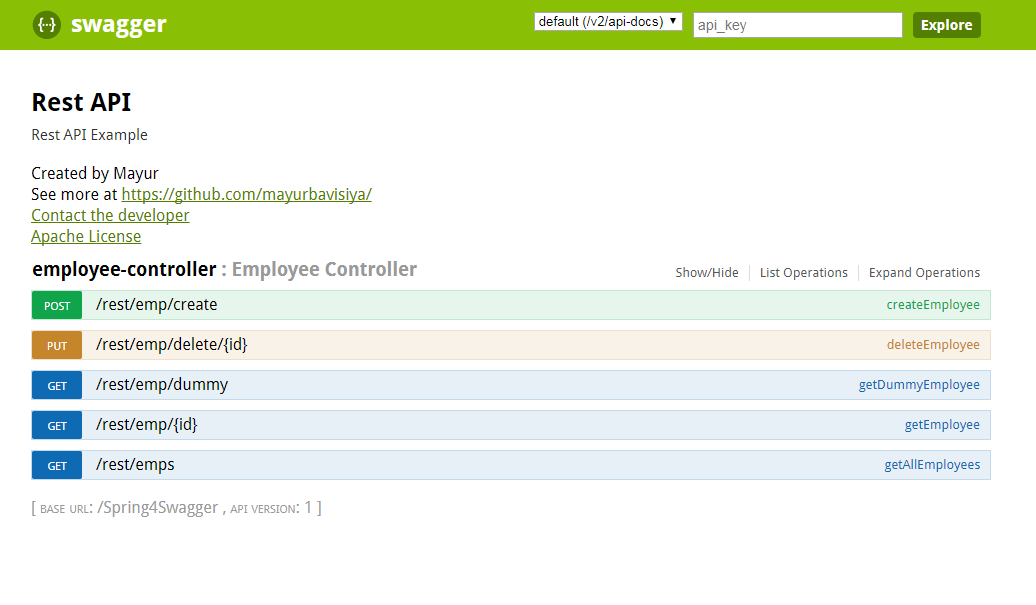 {··} swagger default (/v2/api-docs) ▼ api_key Explore
Rest API
Rest API Example
Created by Mayur
See more at https://github.com/mayurbavisiya/
Contact the developer
Apache License
employee-controller : Employee Controller Show/Hide List Operations Expand Operations
POST /rest/emp/create createEmployee
PUT /rest/emp/delete/{id} deleteEmployee
GET /rest/emp/dummy getDummyEmployee
GET /rest/emp/{id} getEmployee
GET /rest/emps getAllEmployees
[ BASE URL: /Spring4Swagger , API VERSION: 1 ]